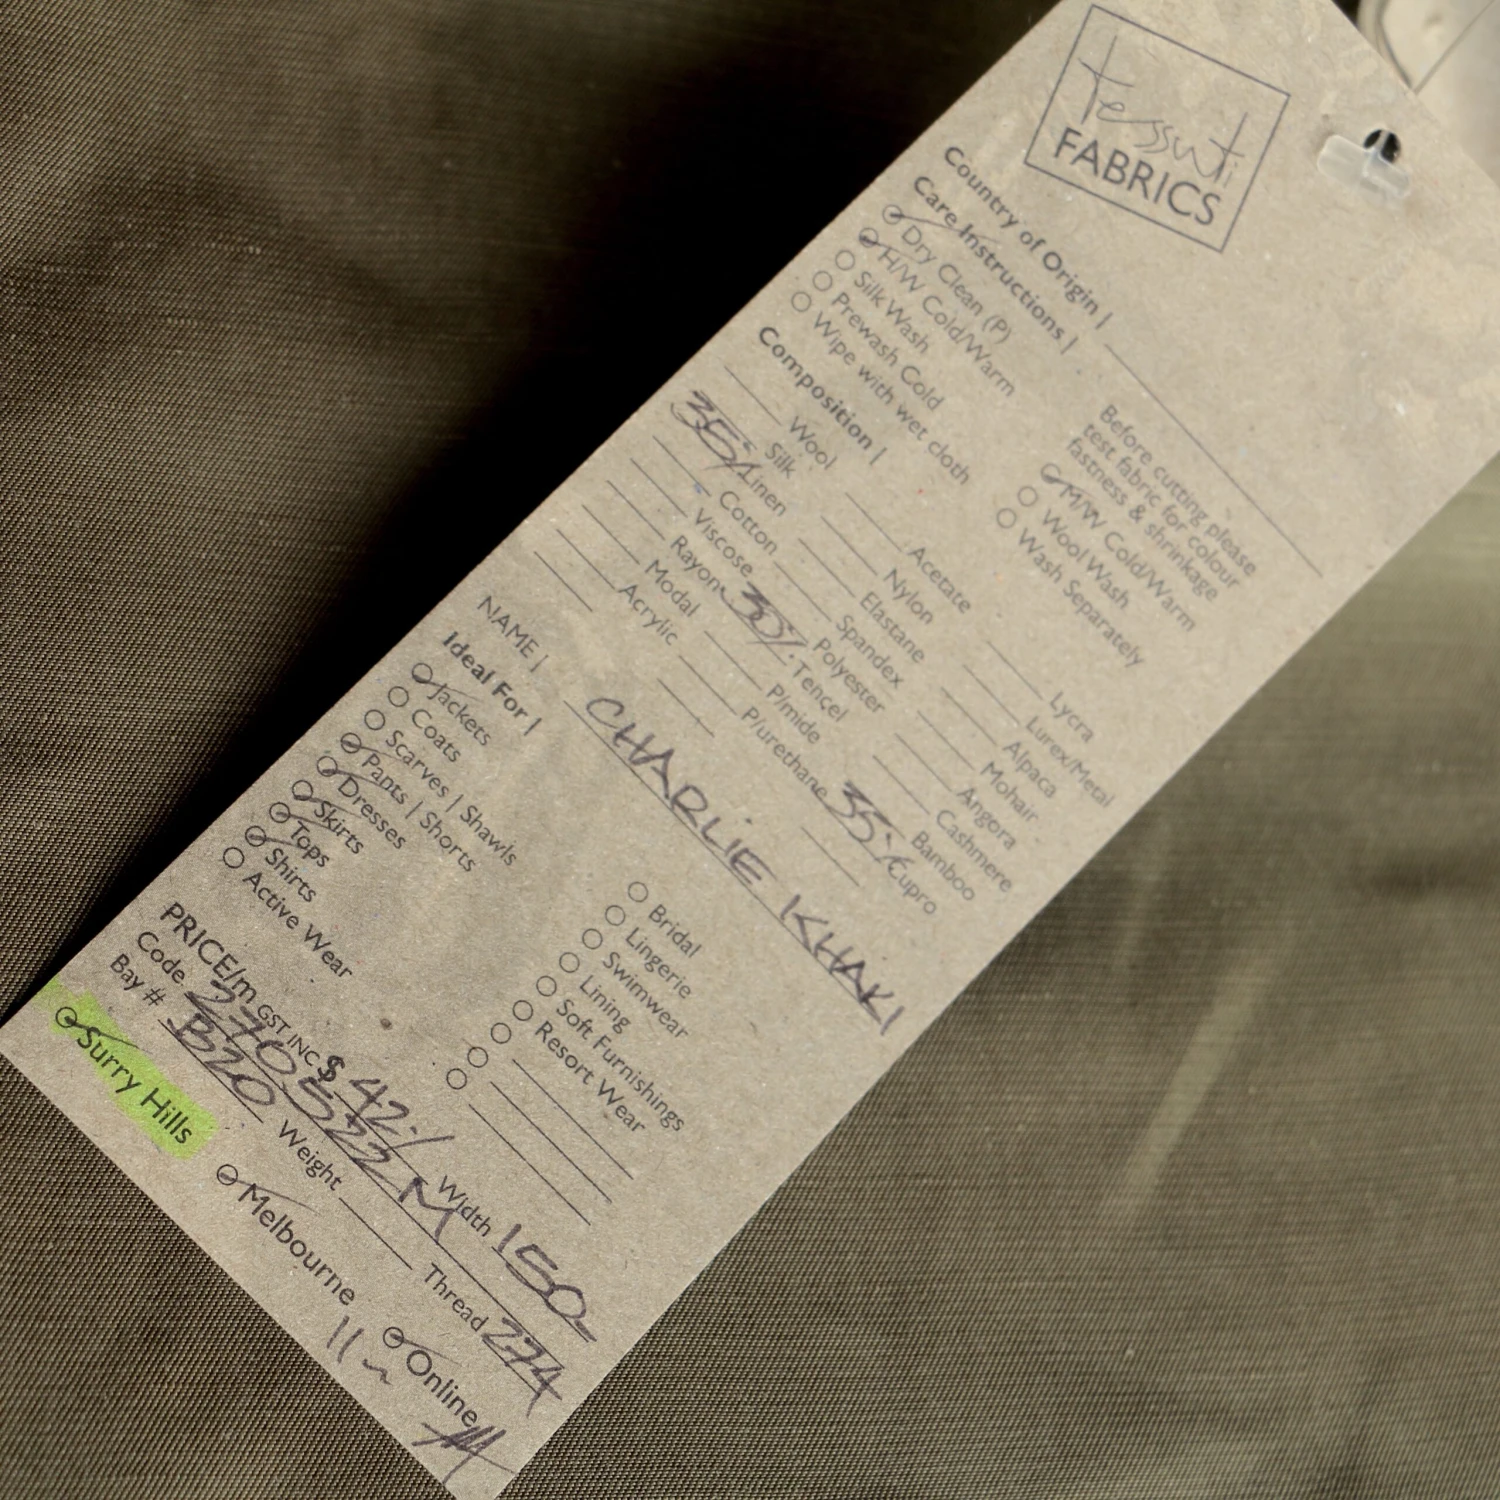 tessuti
FABRICS
Country of Origin |
Care Instructions |
Dry Clean (P)
H/W Cold/Warm
Silk Wash
Prewash Cold
Wipe with wet cloth
Before cutting please
test fabric for colour
fastness & shrinkage
M/W Cold/Warm
Wool Wash
Wash Separately
Composition |
Wool
Silk
35% Linen
Cotton
Viscose
Rayon
Modal
Acrylic
Acetate
Nylon
Elastane
Spandex
Polyester
30% Tencel
P/mide
P/urethane
Lycra
Lurex/Metal
Alpaca
Mohair
Angora
Cashmere
Bamboo
35% Cupro
NAME | CHARLIE KHAKI
Ideal For |
Jackets
Coats
Scarves | Shawls
Pants | Shorts
Dresses
Skirts
Tops
Shirts
Active Wear
Bridal
Lingerie
Swimwear
Lining
Soft Furnishings
Resort Wear
PRICE/m GST INC $ 42.
Code 270522M Width 150
Bay # B20 Weight Thread 274
Surry Hills
Melbourne
Online